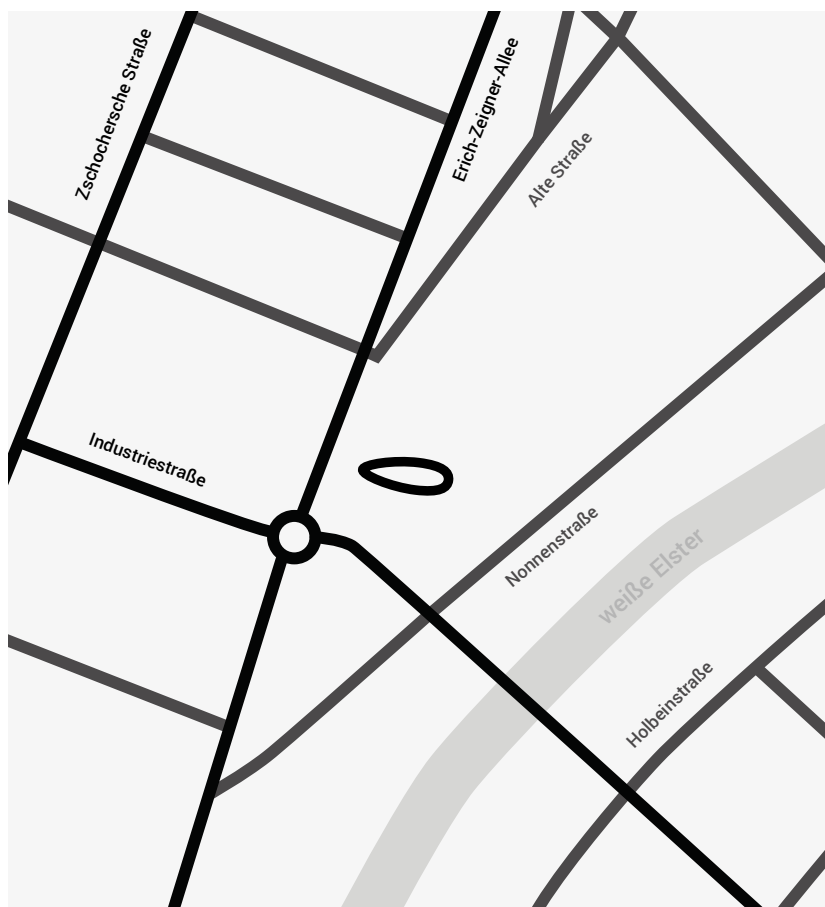 Zschochersche Straße
Erich-Zeigner-Allee
Alte Straße
Industriestraße
Nonnenstraße
weiße Elster
Holbeinstraße